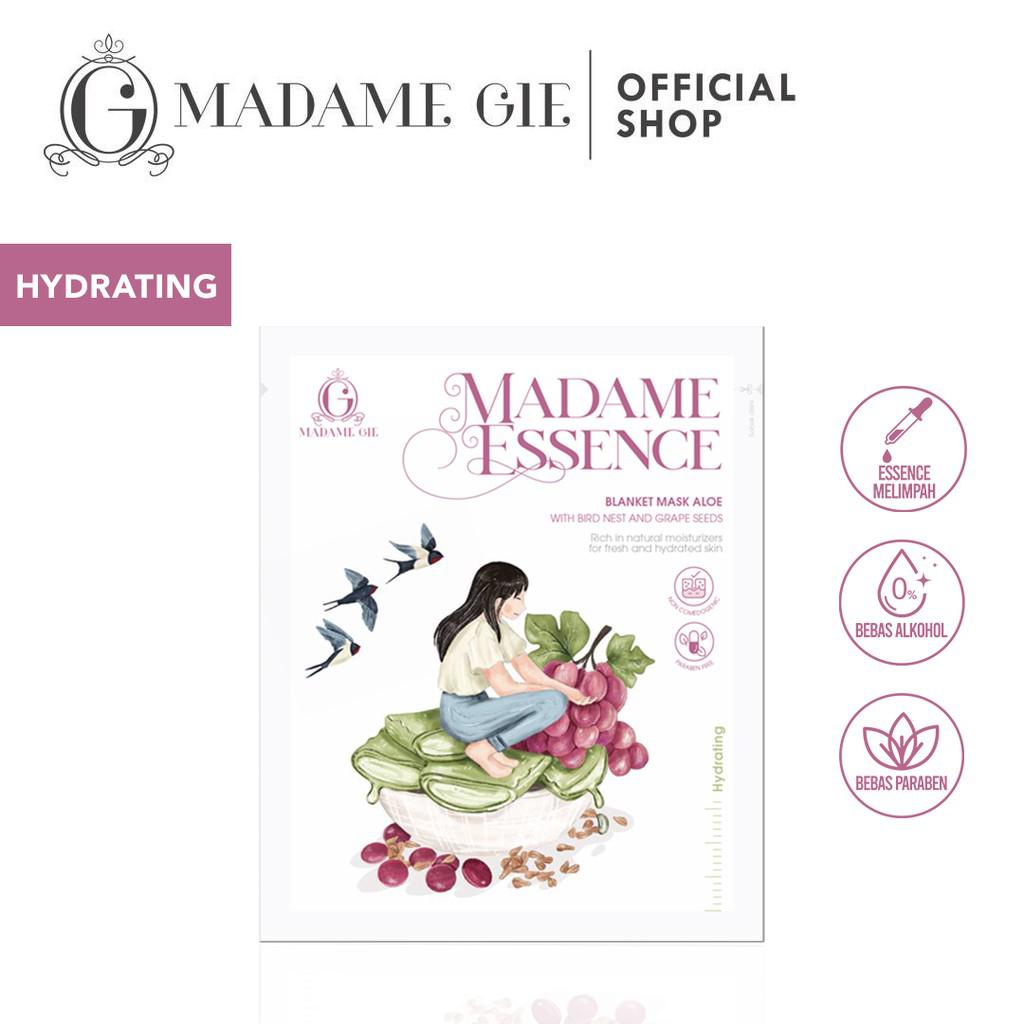 G
MADAME GIE
OFFICIAL
SHOP
HYDRATING
G
MADAME GIE
MADAME
ESSENCE
BLANKET MASK ALOE
WITH BIRD NEST AND GRAPE SEEDS
Rich in natural moisturizers
for fresh and hydrated skin
NON COMEDOGENIC
PARABEN FREE
Hydrating
ESSENCE
MELIMPAH
0%
BEBAS ALKOHOL
BEBAS PARABEN